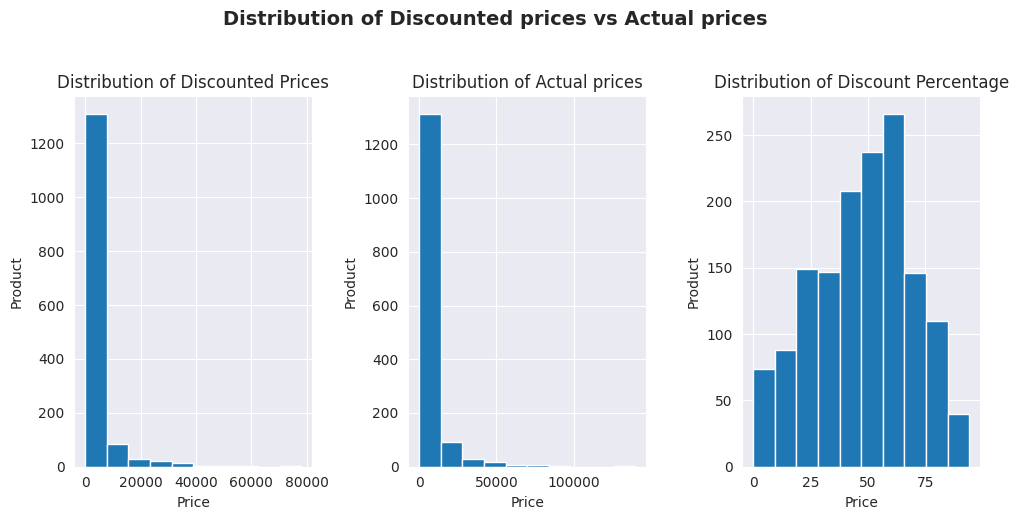 Distribution of Discounted prices vs Actual prices
Distribution of Discounted Prices
Product
1200
1000
800
600
400
200
0
0 20000 40000 60000 80000
Price
Distribution of Actual prices
Product
1200
1000
800
600
400
200
0
0 50000 100000
Price
Distribution of Discount Percentage
Product
250
200
150
100
50
0
0 25 50 75
Price